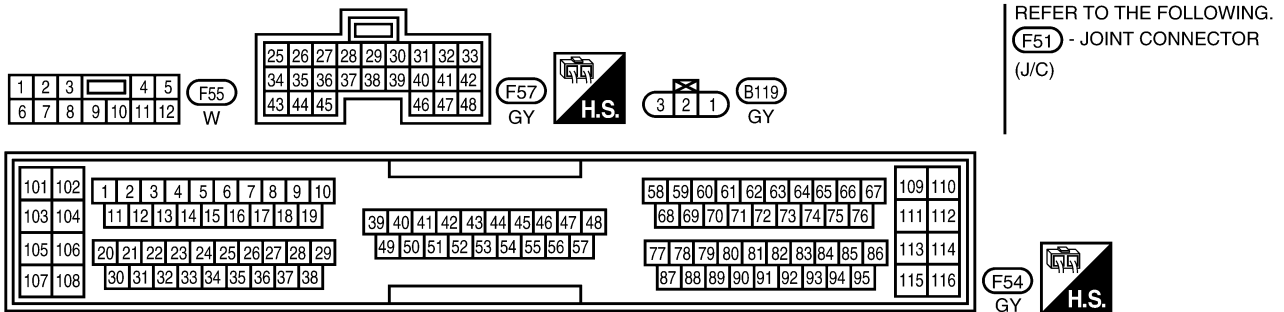 REFER TO THE FOLLOWING.
F51 - JOINT CONNECTOR
(J/C)
1 2 3 4 5
6 7 8 9 10 11 12
F55
W
25 26 27 28 29 30 31 32 33
34 35 36 37 38 39 40 41 42
43 44 45 46 47 48
F57
GY
H.S.
3 2 1
B119
GY
101 102
103 104
105 106
107 108
1 2 3 4 5 6 7 8 9 10
11 12 13 14 15 16 17 18 19
20 21 22 23 24 25 26 27 28 29
30 31 32 33 34 35 36 37 38
39 40 41 42 43 44 45 46 47 48
49 50 51 52 53 54 55 56 57
58 59 60 61 62 63 64 65 66 67
68 69 70 71 72 73 74 75 76
77 78 79 80 81 82 83 84 85 86
87 88 89 90 91 92 93 94 95
109 110
111 112
113 114
115 116
F54
GY
H.S.